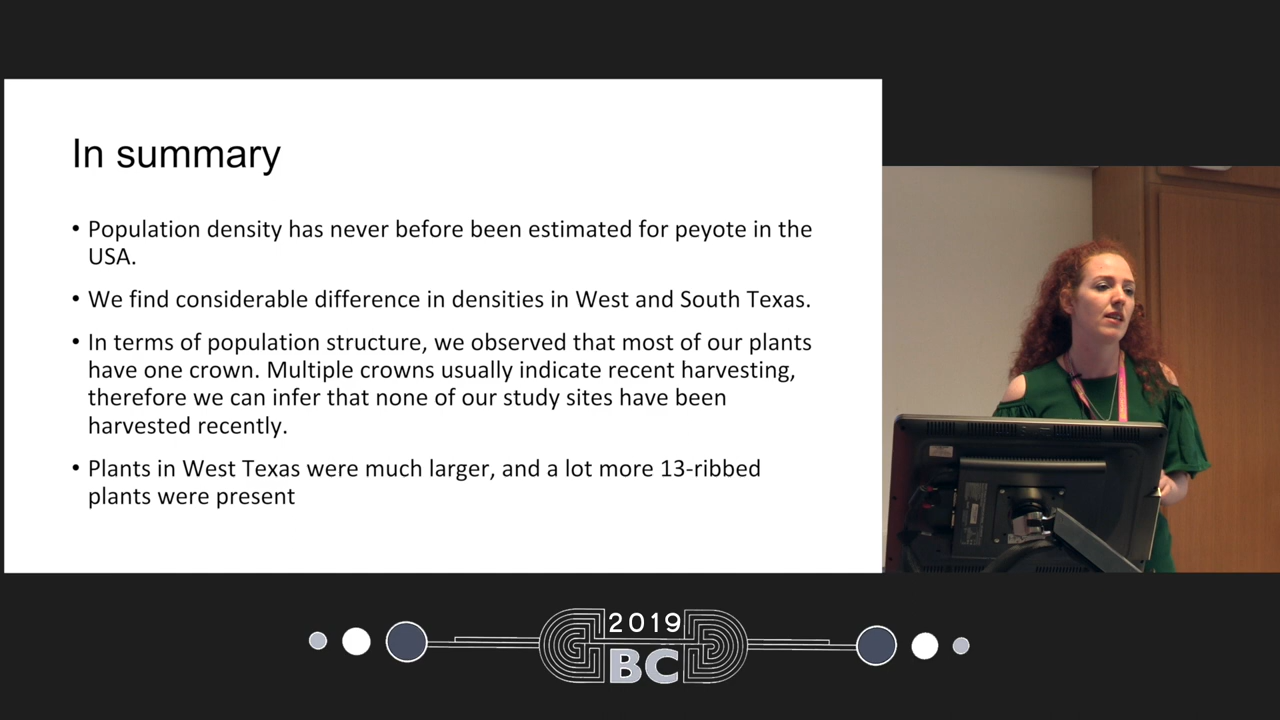 In summary
• Population density has never before been estimated for peyote in the
USA.
• We find considerable difference in densities in West and South Texas.
• In terms of population structure, we observed that most of our plants
have one crown. Multiple crowns usually indicate recent harvesting,
therefore we can infer that none of our study sites have been
harvested recently.
• Plants in West Texas were much larger, and a lot more 13-ribbed
plants were present
2019
BC